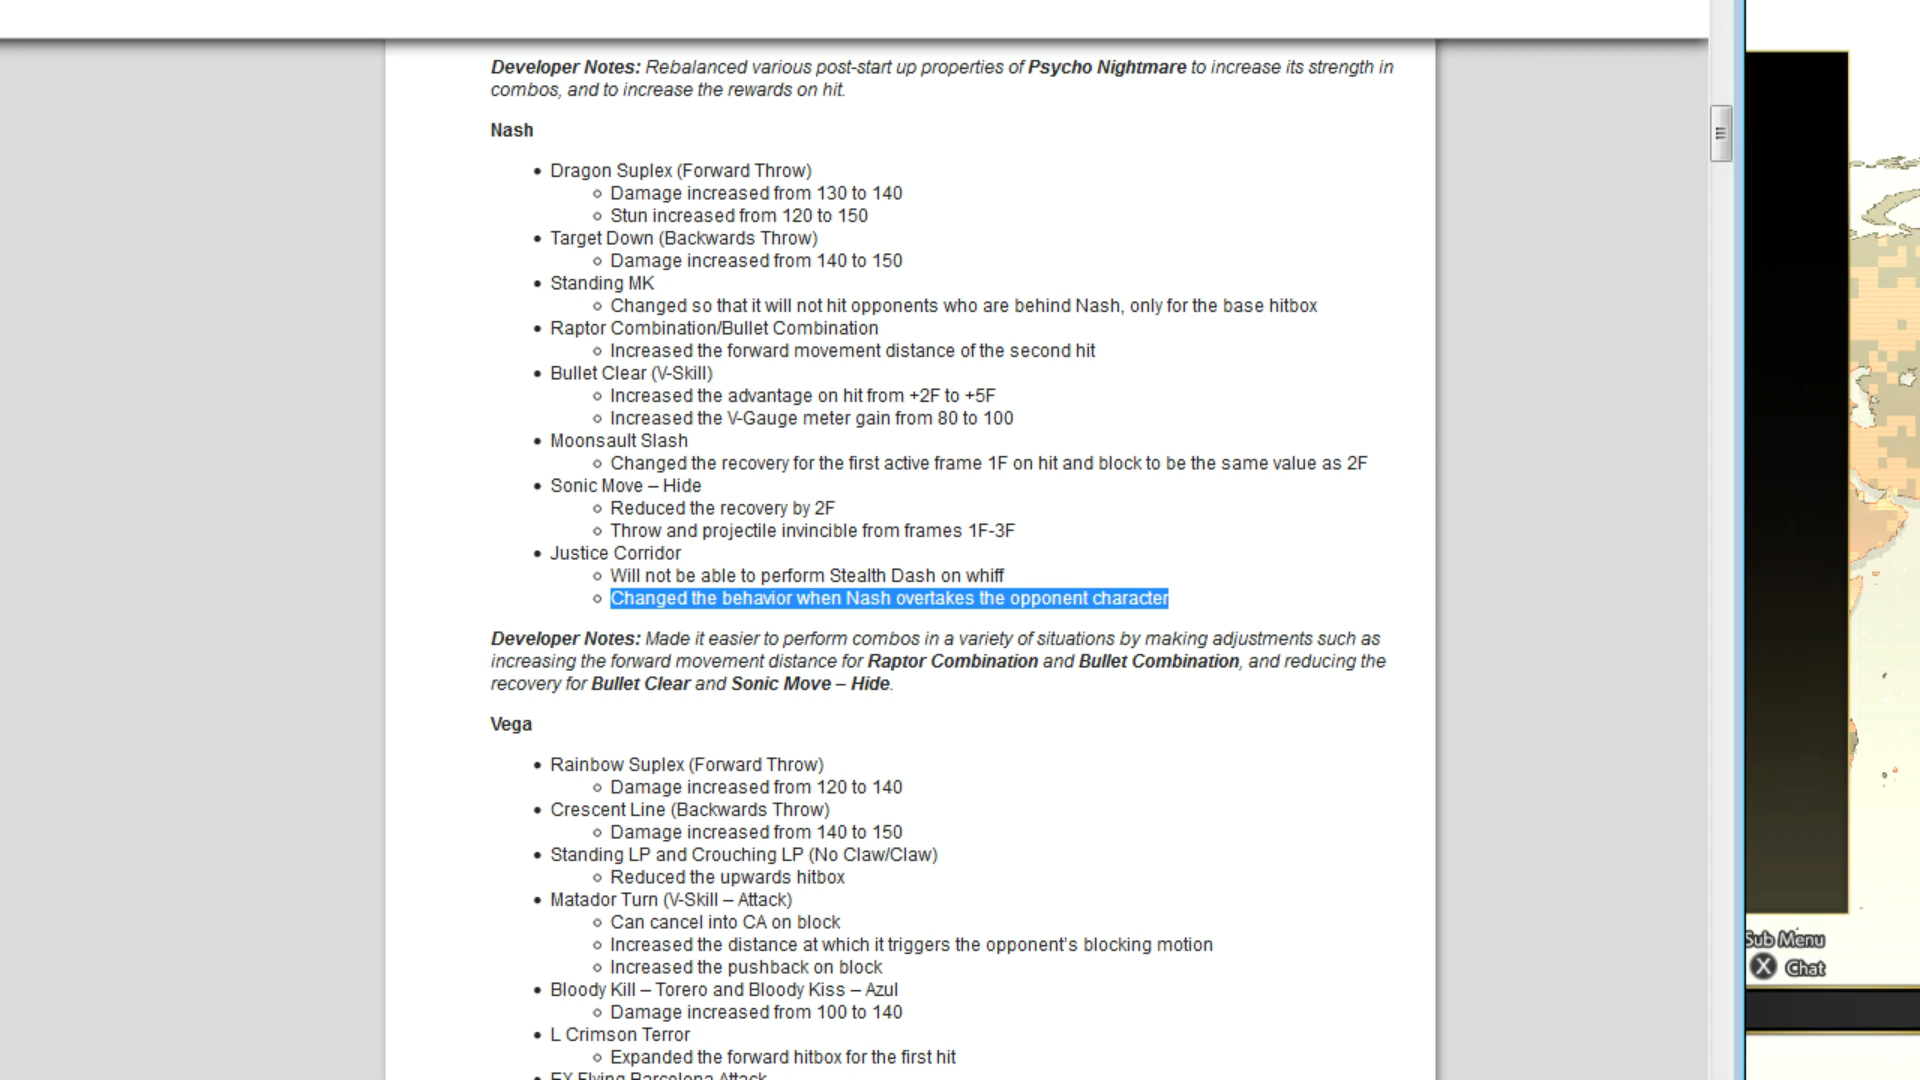 Developer Notes: Rebalanced various post-start up properties of Psycho Nightmare to increase its strength in
combos, and to increase the rewards on hit.
Nash
• Dragon Suplex (Forward Throw)
○ Damage increased from 130 to 140
○ Stun increased from 120 to 150
• Target Down (Backwards Throw)
○ Damage increased from 140 to 150
• Standing MK
○ Changed so that it will not hit opponents who are behind Nash, only for the base hitbox
• Raptor Combination/Bullet Combination
○ Increased the forward movement distance of the second hit
• Bullet Clear (V-Skill)
○ Increased the advantage on hit from +2F to +5F
○ Increased the V-Gauge meter gain from 80 to 100
• Moonsault Slash
○ Changed the recovery for the first active frame 1F on hit and block to be the same value as 2F
• Sonic Move – Hide
○ Reduced the recovery by 2F
○ Throw and projectile invincible from frames 1F-3F
• Justice Corridor
○ Will not be able to perform Stealth Dash on whiff
○ Changed the behavior when Nash overtakes the opponent character
Developer Notes: Made it easier to perform combos in a variety of situations by making adjustments such as
increasing the forward movement distance for Raptor Combination and Bullet Combination, and reducing the
recovery for Bullet Clear and Sonic Move – Hide.
Vega
• Rainbow Suplex (Forward Throw)
○ Damage increased from 120 to 140
• Crescent Line (Backwards Throw)
○ Damage increased from 140 to 150
• Standing LP and Crouching LP (No Claw/Claw)
○ Reduced the upwards hitbox
• Matador Turn (V-Skill – Attack)
○ Can cancel into CA on block
○ Increased the distance at which it triggers the opponent's blocking motion
○ Increased the pushback on block
• Bloody Kill – Torero and Bloody Kiss – Azul
○ Damage increased from 100 to 140
• L Crimson Terror
○ Expanded the forward hitbox for the first hit
• EX Flying Barcelona Attack
Sub Menu
X Chat